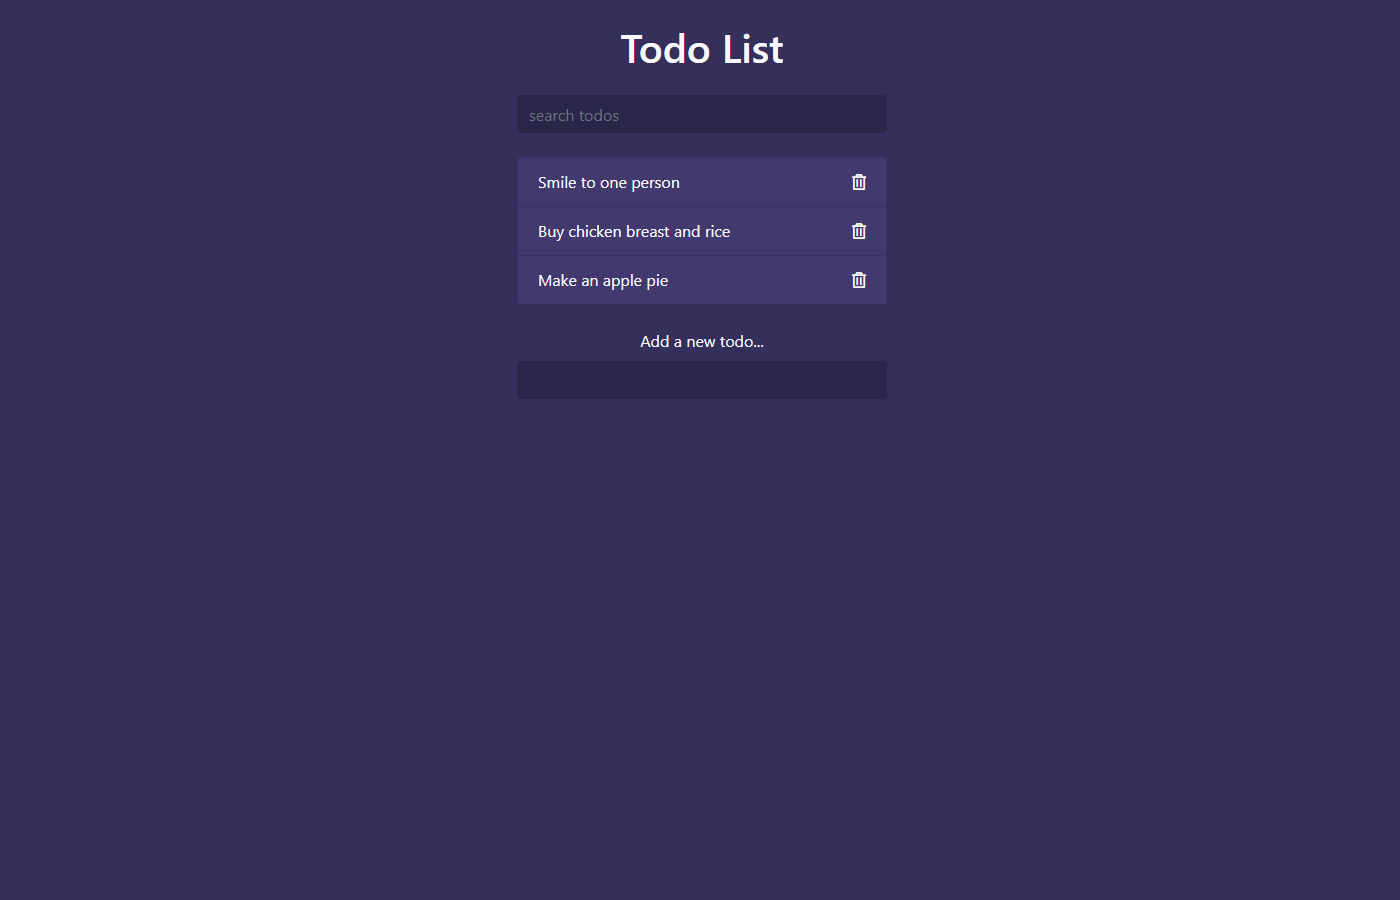 Todo List
search todos
Smile to one person
Buy chicken breast and rice
Make an apple pie
Add a new todo...